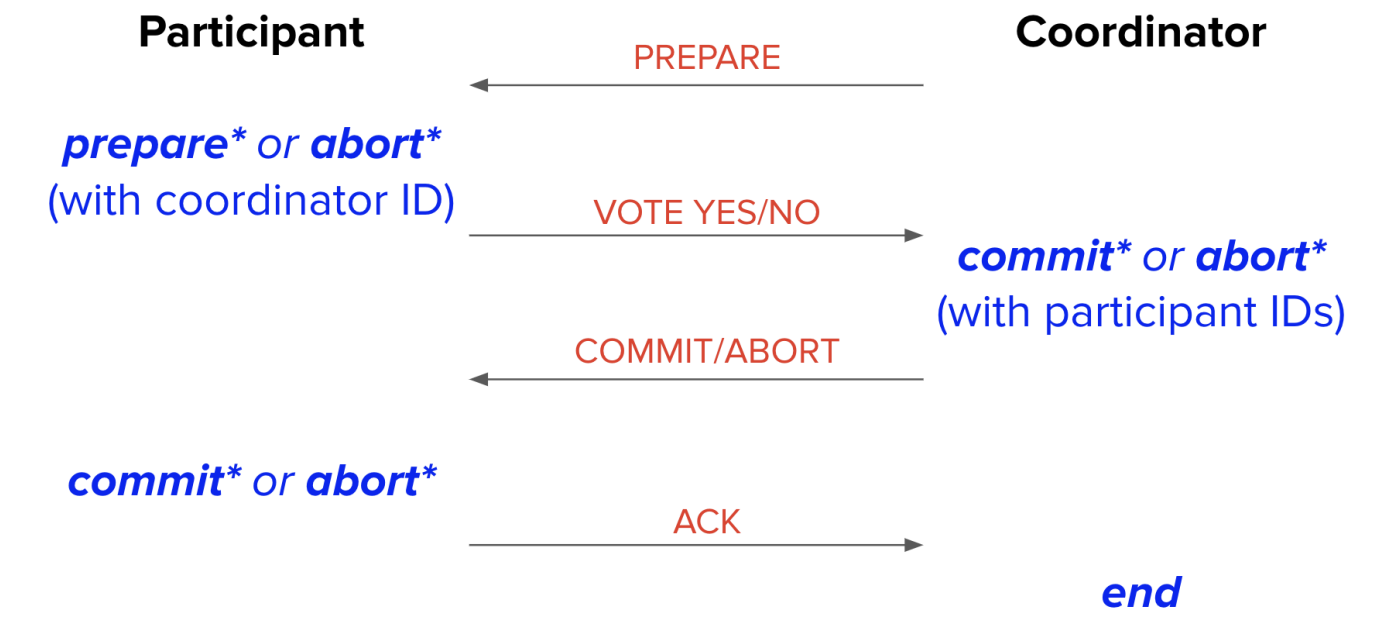 Participant
Coordinator
PREPARE
prepare* or abort*
(with coordinator ID)
VOTE YES/NO
commit* or abort*
(with participant IDs)
COMMIT/ABORT
commit* or abort*
ACK
end